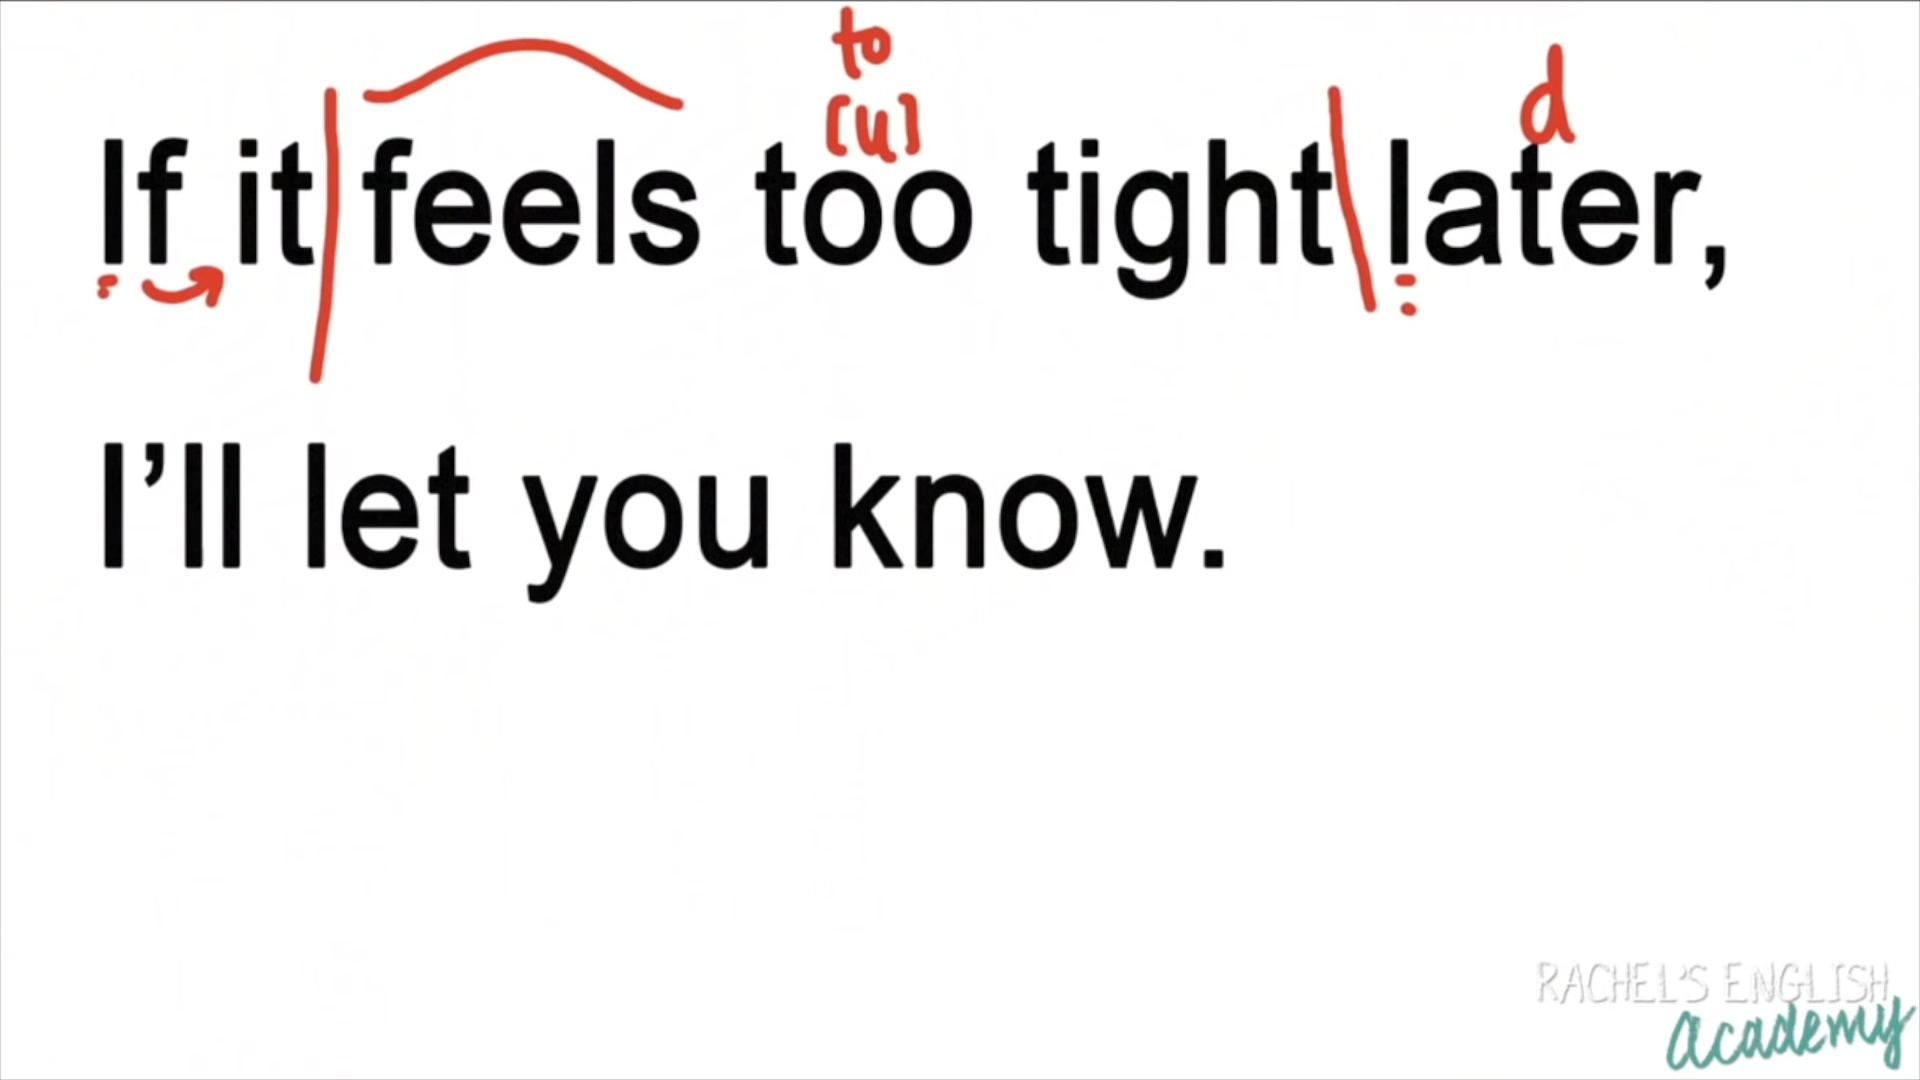 to
[u]
d
If it feels too tight later,
I’ll let you know.
RACHEL'S ENGLISH
academy